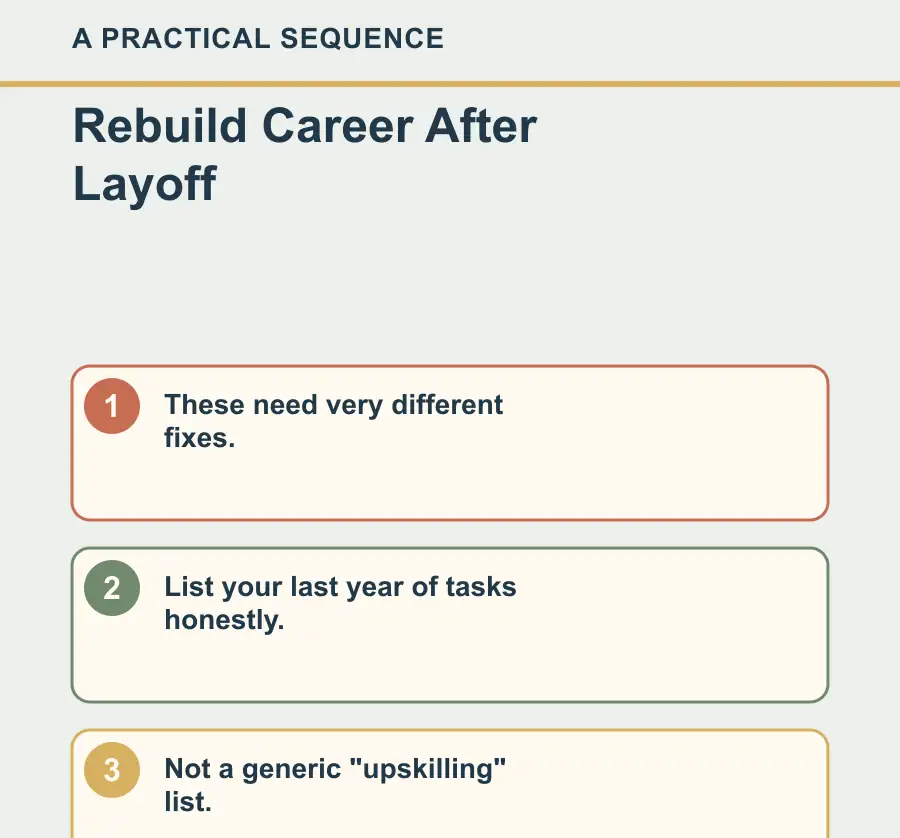 A PRACTICAL SEQUENCE
Rebuild Career After
Layoff
1
These need very different
fixes.
2
List your last year of tasks
honestly.
3
Not a generic "upskilling"
list.